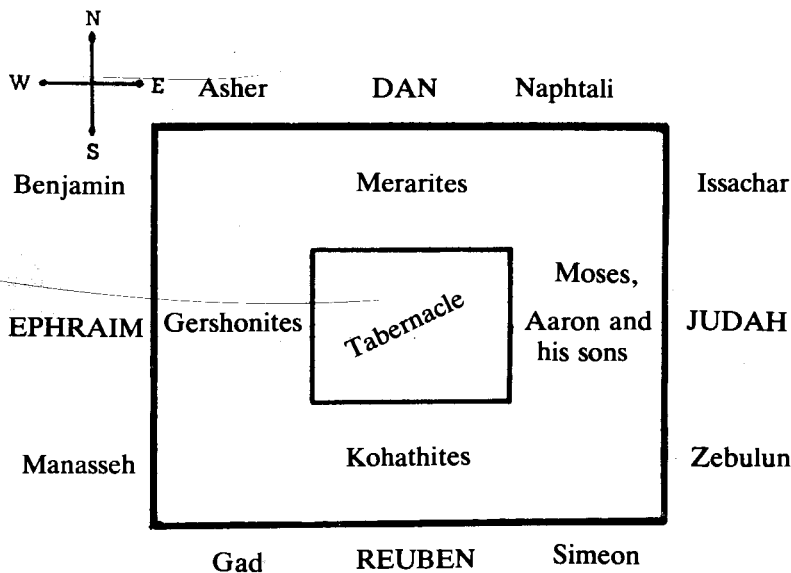 N
W E
S
Asher DAN Naphtali
Benjamin Merarites Issachar
Moses,
EPHRAIM Gershonites Tabernacle Aaron and JUDAH
his sons
Manasseh Kohathites Zebulun
Gad REUBEN Simeon